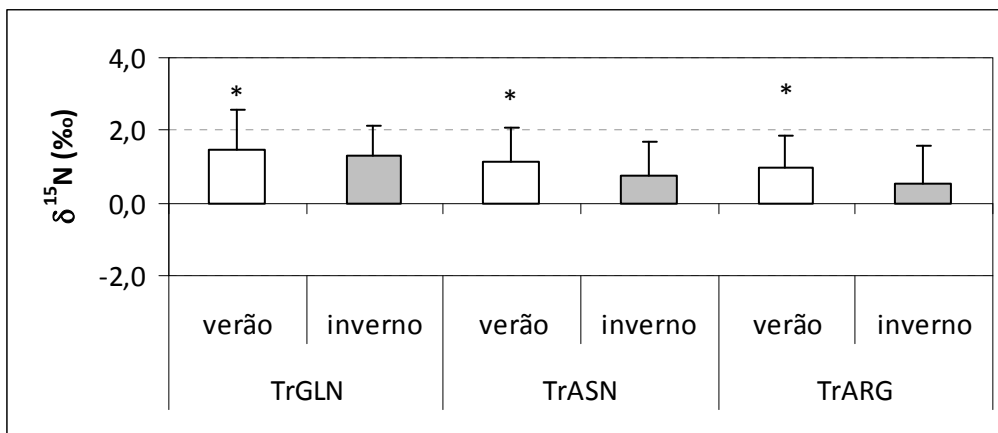 4,0
2,0
0,0
-2,0
δ¹⁵N (‰)
* * *
verão inverno verão inverno verão inverno
TrGLN TrASN TrARG